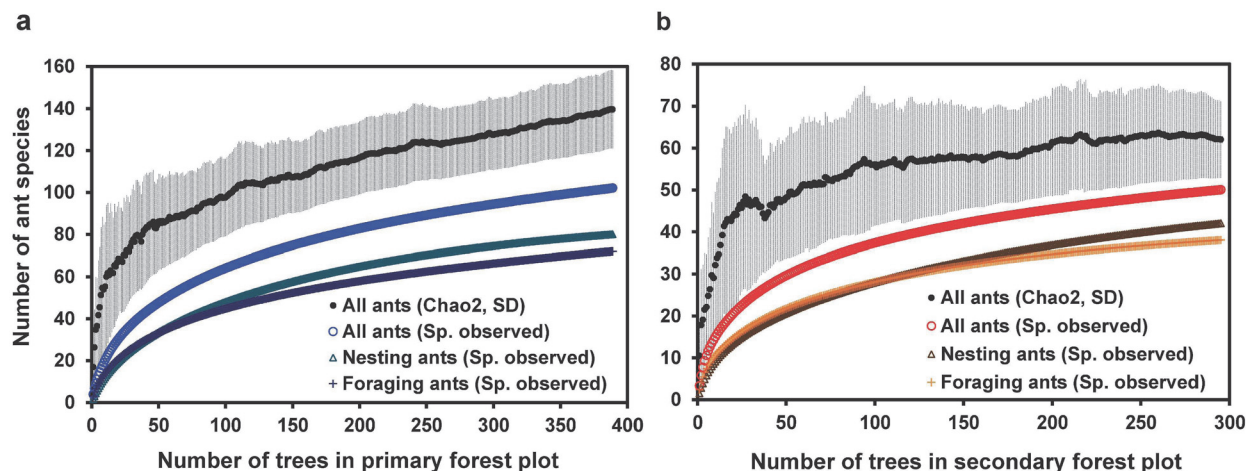 a
Number of ant species
160
140
120
100
80
60
40
20
0
0 50 100 150 200 250 300 350 400
All ants (Chao2, SD)
All ants (Sp. observed)
Nesting ants (Sp. observed)
Foraging ants (Sp. observed)
Number of trees in primary forest plot
b
80
70
60
50
40
30
20
10
0
0 50 100 150 200 250 300
All ants (Chao2, SD)
All ants (Sp. observed)
Nesting ants (Sp. observed)
Foraging ants (Sp. observed)
Number of trees in secondary forest plot